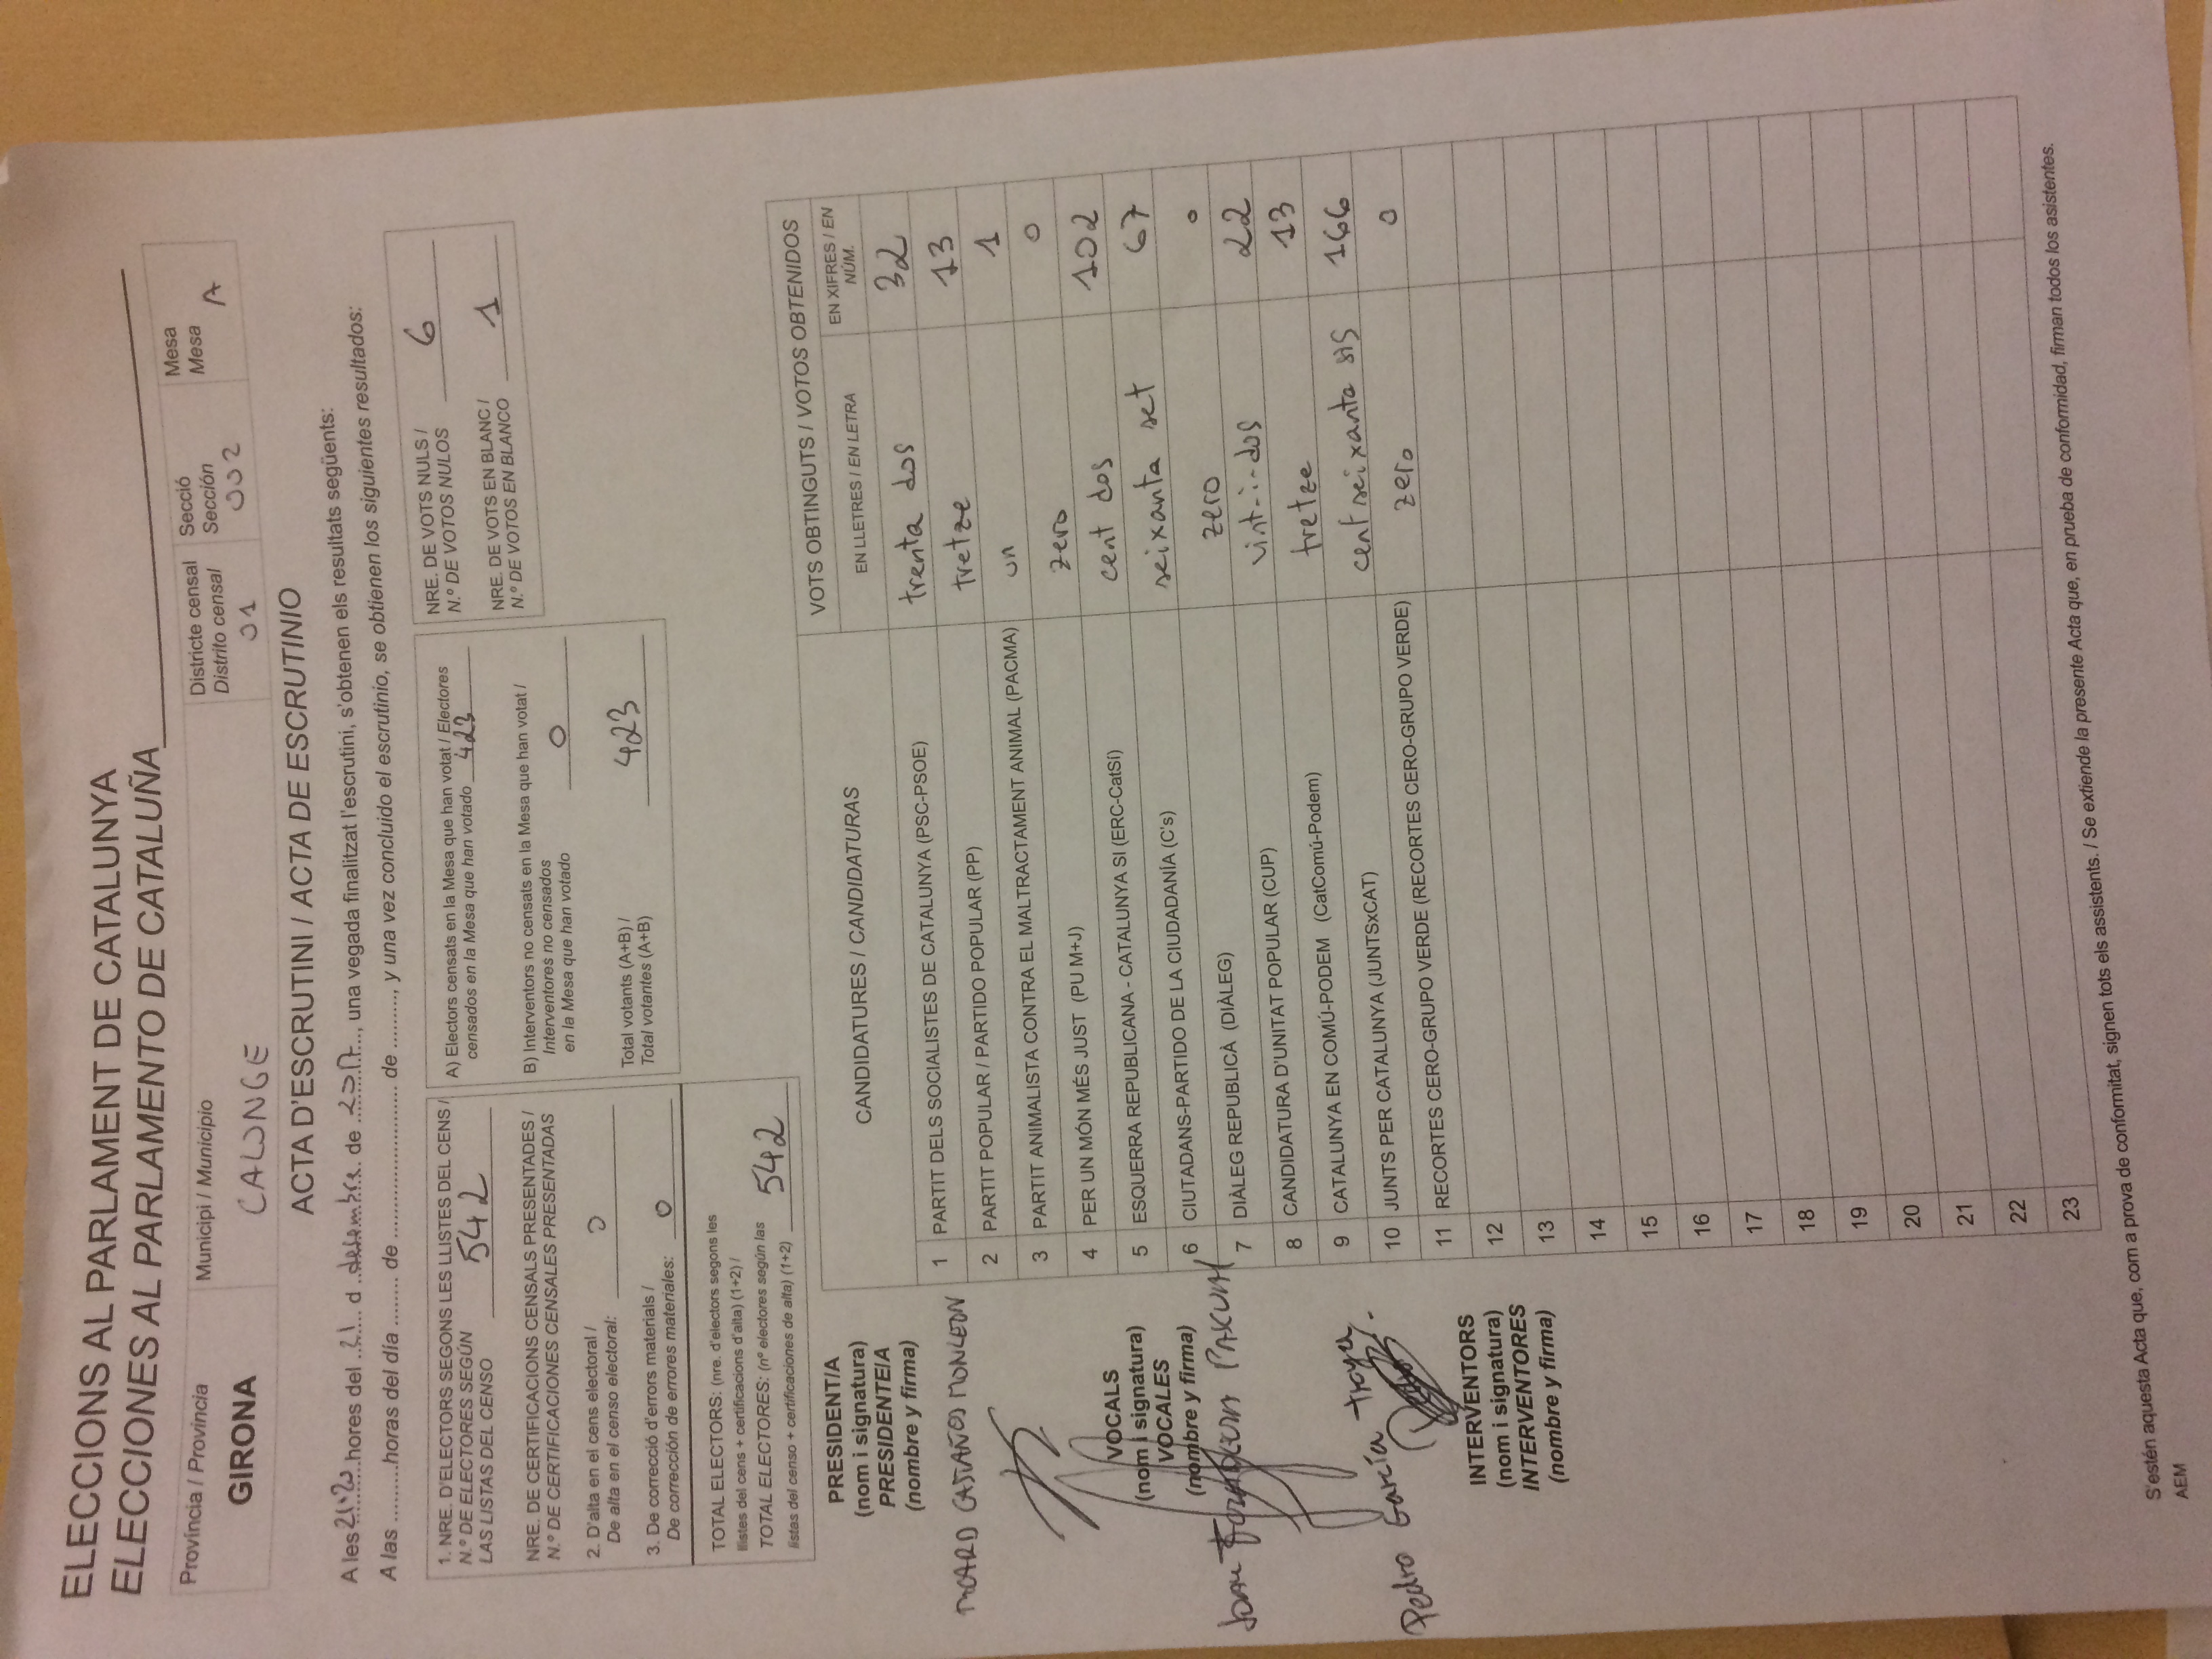 ELECCIONS AL PARLAMENT DE CATALUNYA
ELECCIONES AL PARLAMENTO DE CATALUÑA
Província / Provincia
GIRONA
Municipi / Municipio
CALONGE
Districte censal
Distrito censal
01
Secció
Sección
002
Mesa
Mesa A
ACTA D'ESCRUTINI / ACTA DE ESCRUTINIO
A les hores del 21 d desembre de 2017, una vegada finalitzat l'escrutini, s'obtenen els resultats següents:
A las ......... horas del día ......... de ........................ de ........., y una vez concluido el escrutinio, se obtienen los siguientes resultados:
1. NRE. D'ELECTORS SEGONS LES LLISTES DEL CENS /
N.º DE ELECTORES SEGÚN
LAS LISTAS DEL CENSO 542
NRE. DE CERTIFICACIONS CENSALS PRESENTADES /
N.º DE CERTIFICACIONES CENSALES PRESENTADAS
2. D'alta en el cens electoral /
De alta en el censo electoral: 0
3. De correcció d'errors materials /
De corrección de errores materiales: 0
TOTAL ELECTORS: (nre. d'electors segons les
llistes del cens + certificacions d'alta) (1+2) /
TOTAL ELECTORES: (nº electores según las
listas del censo + certificaciones de alta) (1+2) 542
A) Electors censats en la Mesa que han votat / Electores
censados en la Mesa que han votado 423
B) Interventors no censats en la Mesa que han votat /
Interventores no censados
en la Mesa que han votado 0
Total votants (A+B) /
Total votantes (A+B) 423
NRE. DE VOTS NULS /
N.º DE VOTOS NULOS 6
NRE. DE VOTS EN BLANC /
N.º DE VOTOS EN BLANCO 1
CANDIDATURES / CANDIDATURAS
VOTS OBTINGUTS / VOTOS OBTENIDOS
EN LLETRES / EN LETRA
EN XIFRES / EN
NÚM.
1 PARTIT DELS SOCIALISTES DE CATALUNYA (PSC-PSOE) trenta dos 32
2 PARTIT POPULAR / PARTIDO POPULAR (PP) tretze 13
3 PARTIT ANIMALISTA CONTRA EL MALTRACTAMENT ANIMAL (PACMA) un 1
4 PER UN MÓN MÉS JUST (PU M+J) zero 0
5 ESQUERRA REPUBLICANA - CATALUNYA SI (ERC-CatSí) cent dos 102
6 CIUTADANS-PARTIDO DE LA CIUDADANÍA (C's) seixanta set 67
7 DIÀLEG REPUBLICÀ (DIÀLEG) zero 0
8 CANDIDATURA D'UNITAT POPULAR (CUP) vint-i-dos 22
9 CATALUNYA EN COMÚ-PODEM (CatComú-Podem) tretze 13
10 JUNTS PER CATALUNYA (JUNTSxCAT) cent seixanta sis 166
11 RECORTES CERO-GRUPO VERDE (RECORTES CERO-GRUPO VERDE) zero 0
12
13
14
15
16
17
18
19
20
21
22
23
PRESIDENT/A
(nom i signatura)
PRESIDENTE/A
(nombre y firma)
CASTAÑOS MONLEON
VOCALS
(nom i signatura)
VOCALES
(nombre y firma)
Pedro García Troya
INTERVENTORS
(nom i signatura)
INTERVENTORES
(nombre y firma)
S'estén aquesta Acta que, com a prova de conformitat, signen tots els assistents. / Se extiende la presente Acta que, en prueba de conformidad, firman todos los asistentes.
AEM